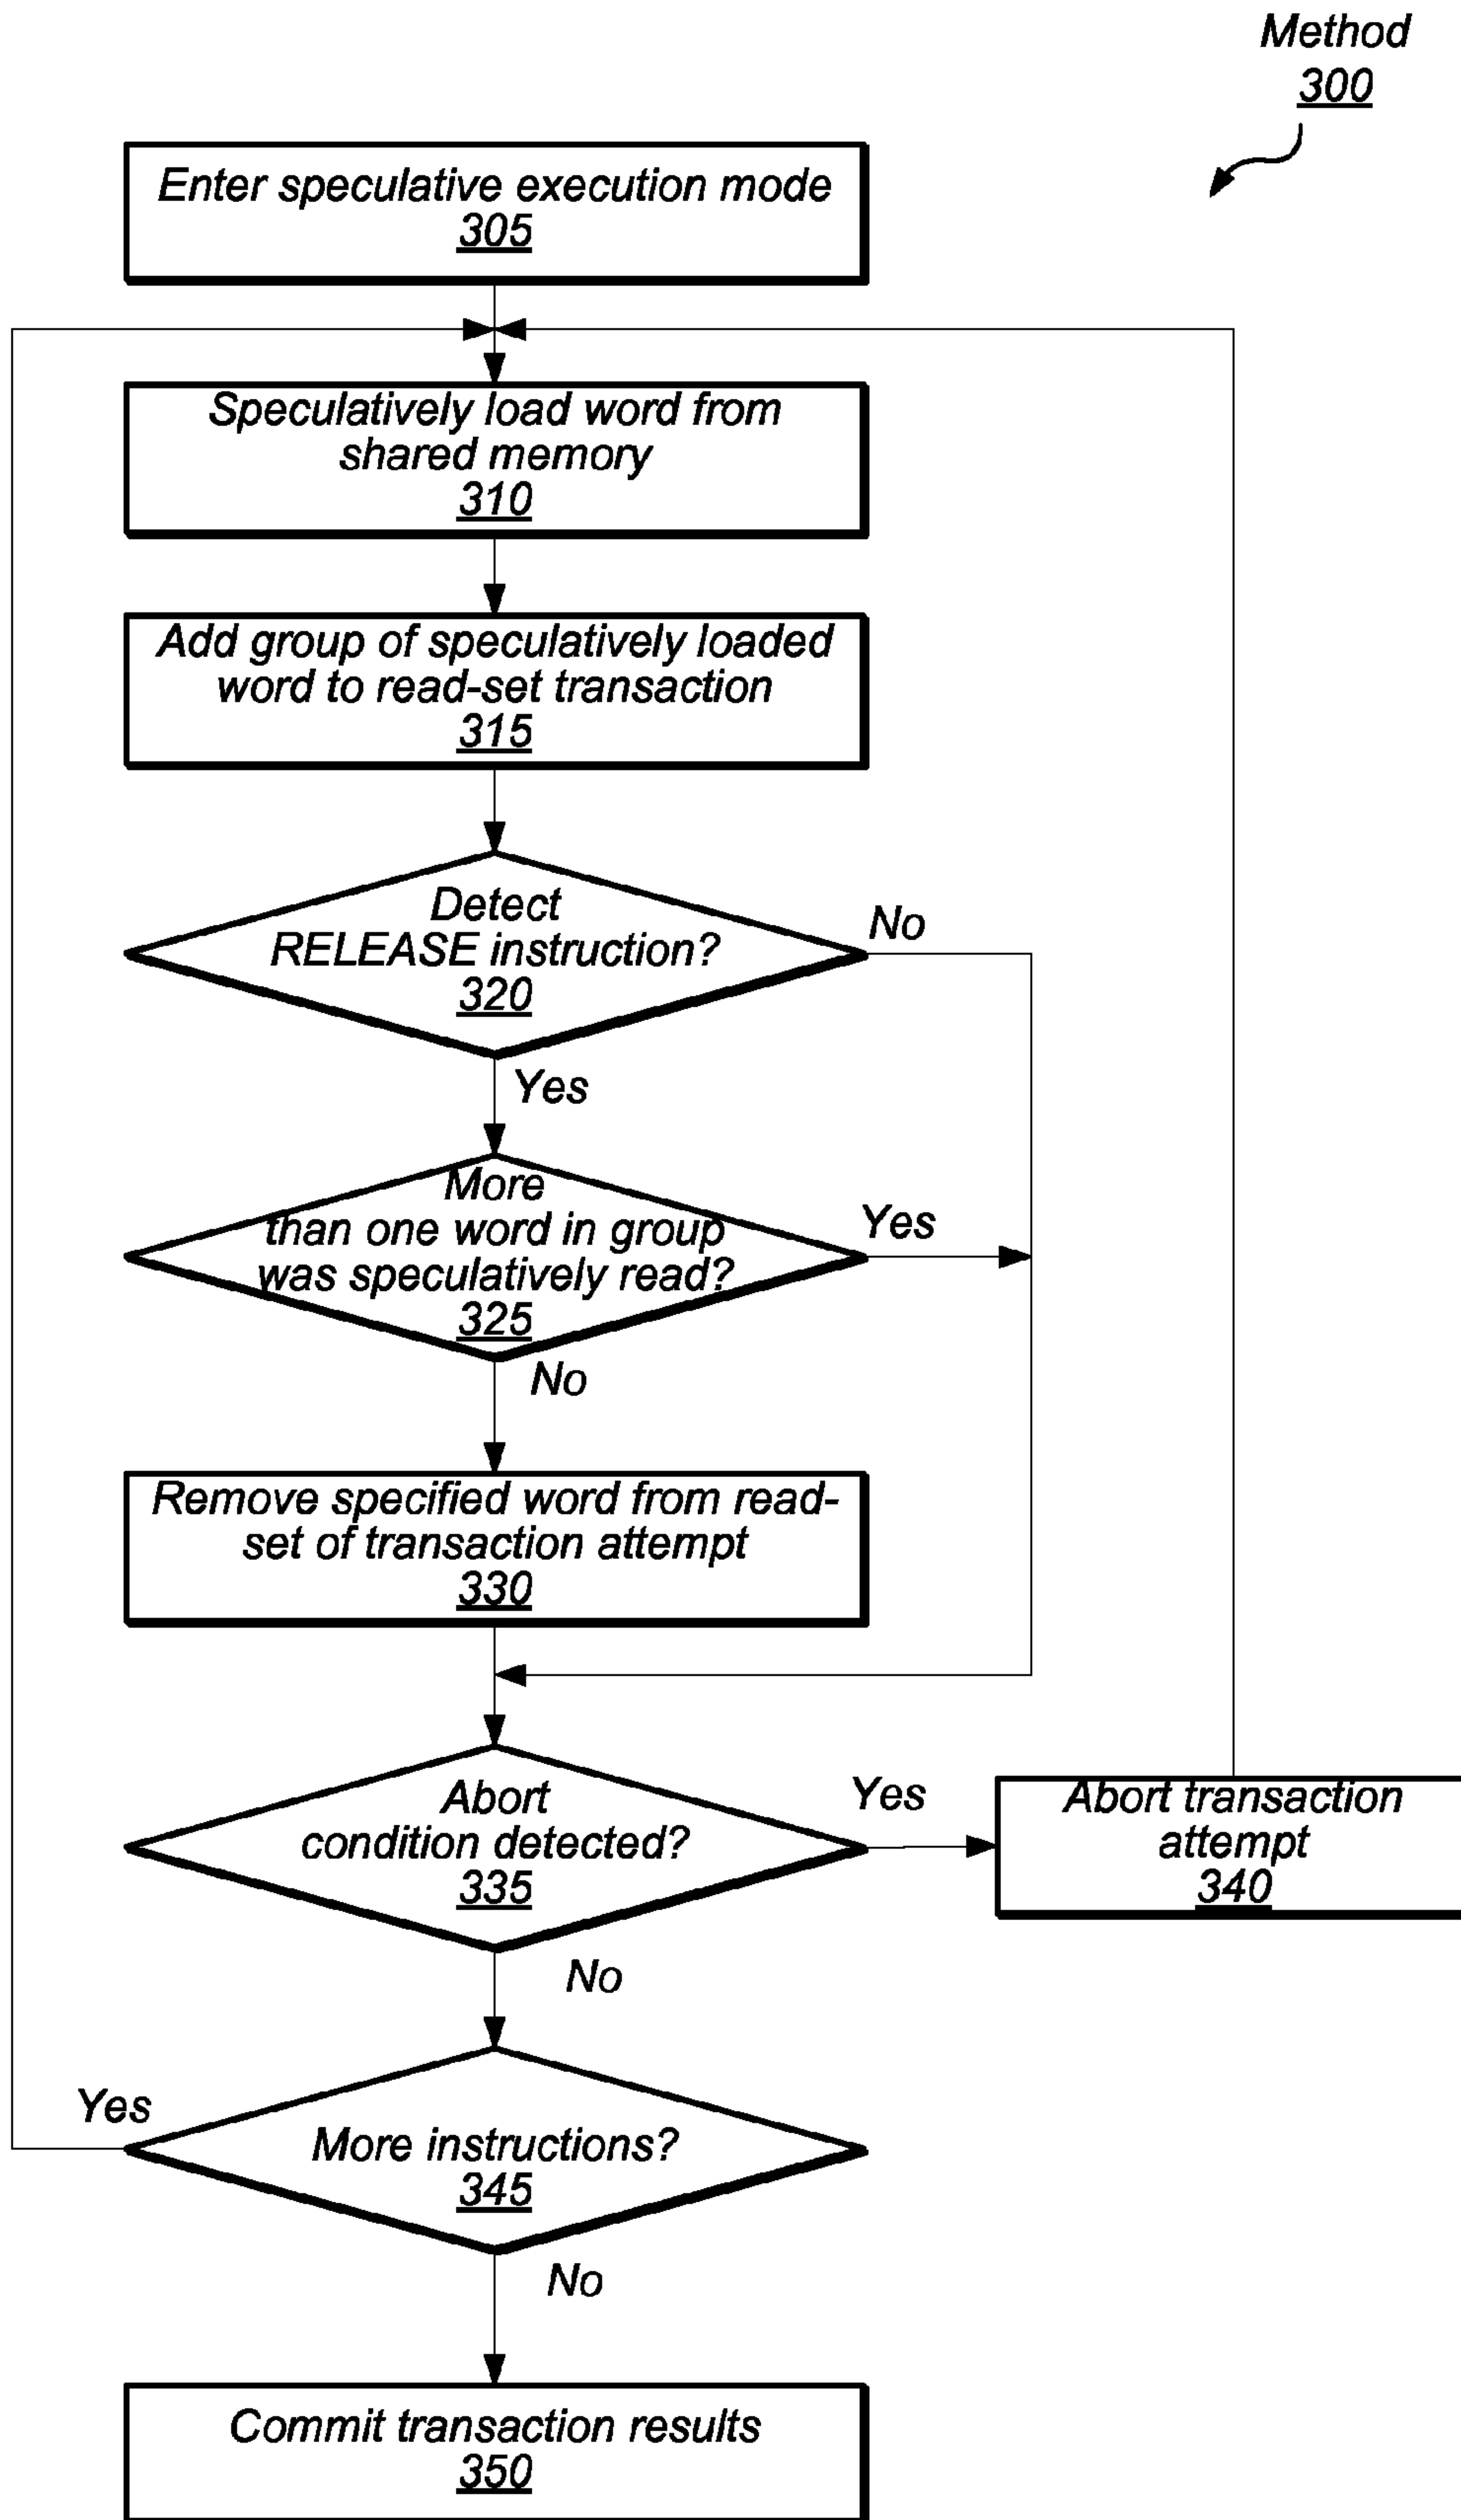 Method
300
Enter speculative execution mode
305
Speculatively load word from
shared memory
310
Add group of speculatively loaded
word to read-set transaction
315
Detect
RELEASE instruction?
320
No
Yes
More
than one word in group
was speculatively read?
325
Yes
No
Remove specified word from read-
set of transaction attempt
330
Abort
condition detected?
335
Yes
Abort transaction
attempt
340
No
More instructions?
345
Yes
No
Commit transaction results
350